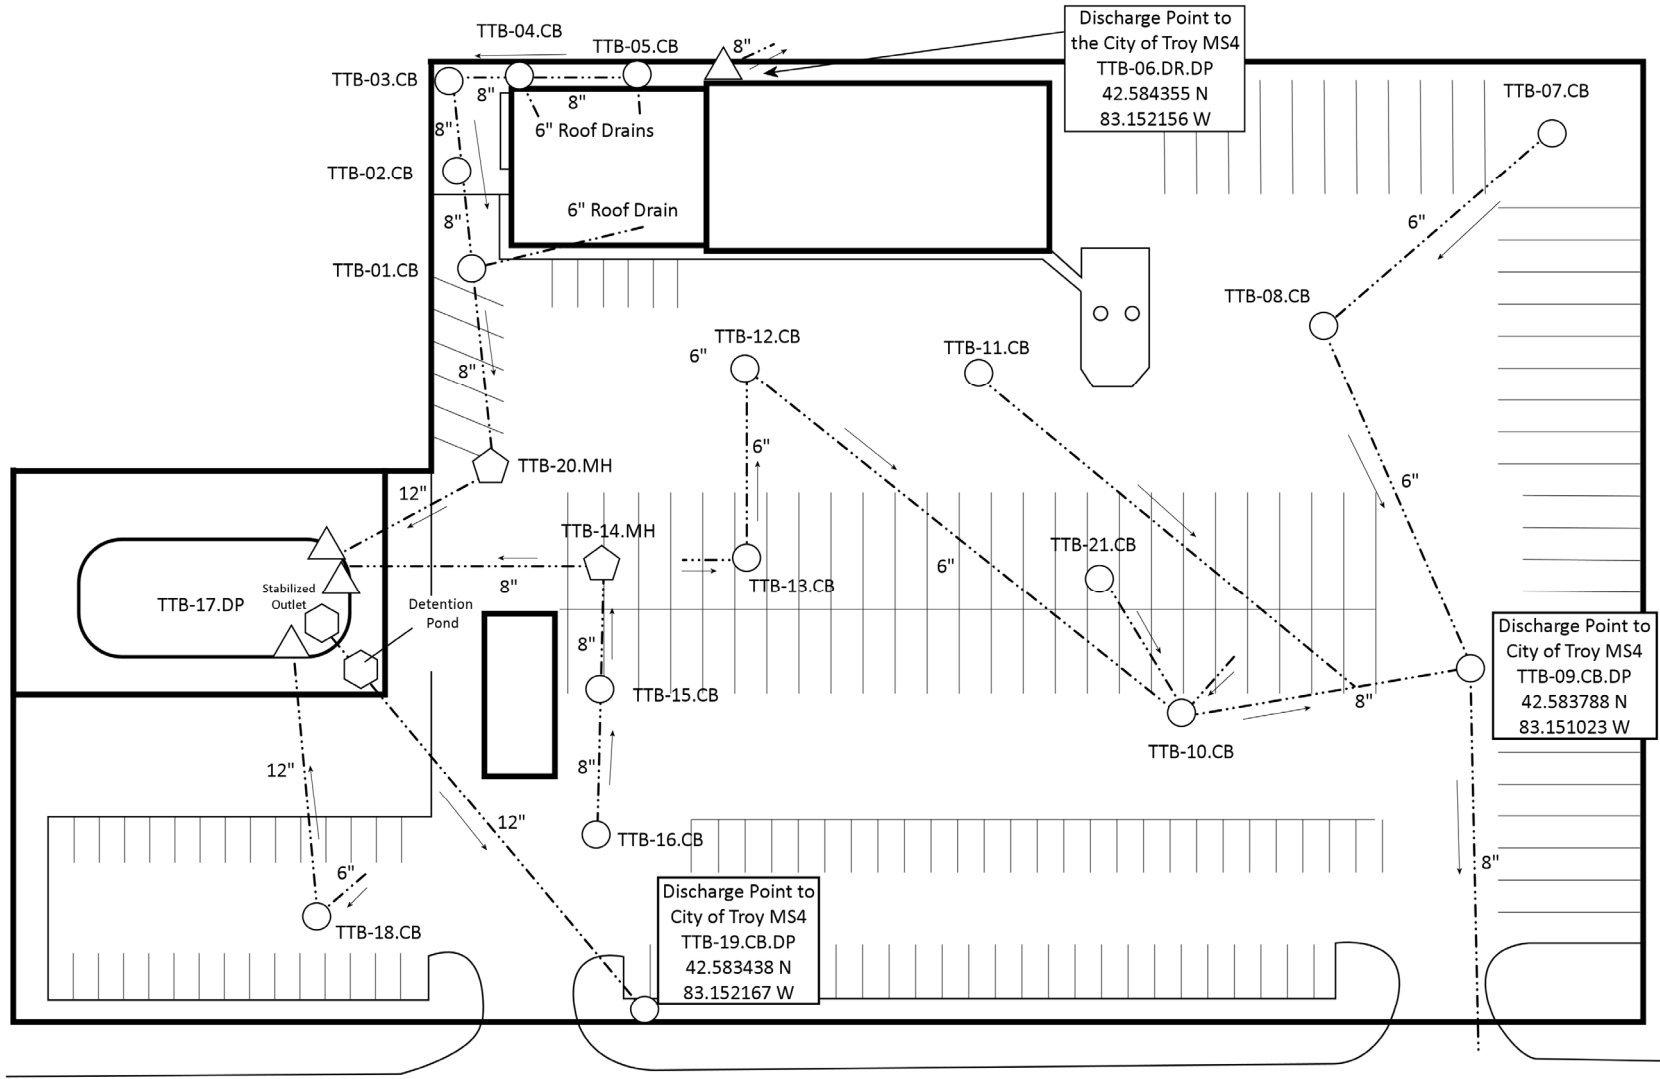 TTB-04.CB
TTB-05.CB
8"
Discharge Point to
the City of Troy MS4
TTB-06.DR.DP
42.584355 N
83.152156 W
TTB-03.CB
8"
8"
6" Roof Drains
8"
TTB-07.CB
TTB-02.CB
8"
6" Roof Drain
6"
TTB-01.CB
TTB-08.CB
TTB-12.CB
6"
TTB-11.CB
8"
6"
TTB-20.MH
6"
12"
TTB-14.MH
TTB-21.CB
6"
8"
TTB-13.CB
Stabilized
Outlet
TTB-17.DP
Detention
Pond
8"
TTB-15.CB
Discharge Point to
City of Troy MS4
TTB-09.CB.DP
42.583788 N
83.151023 W
8"
TTB-10.CB
12"
8"
12"
TTB-16.CB
8"
6"
TTB-18.CB
Discharge Point to
City of Troy MS4
TTB-19.CB.DP
42.583438 N
83.152167 W